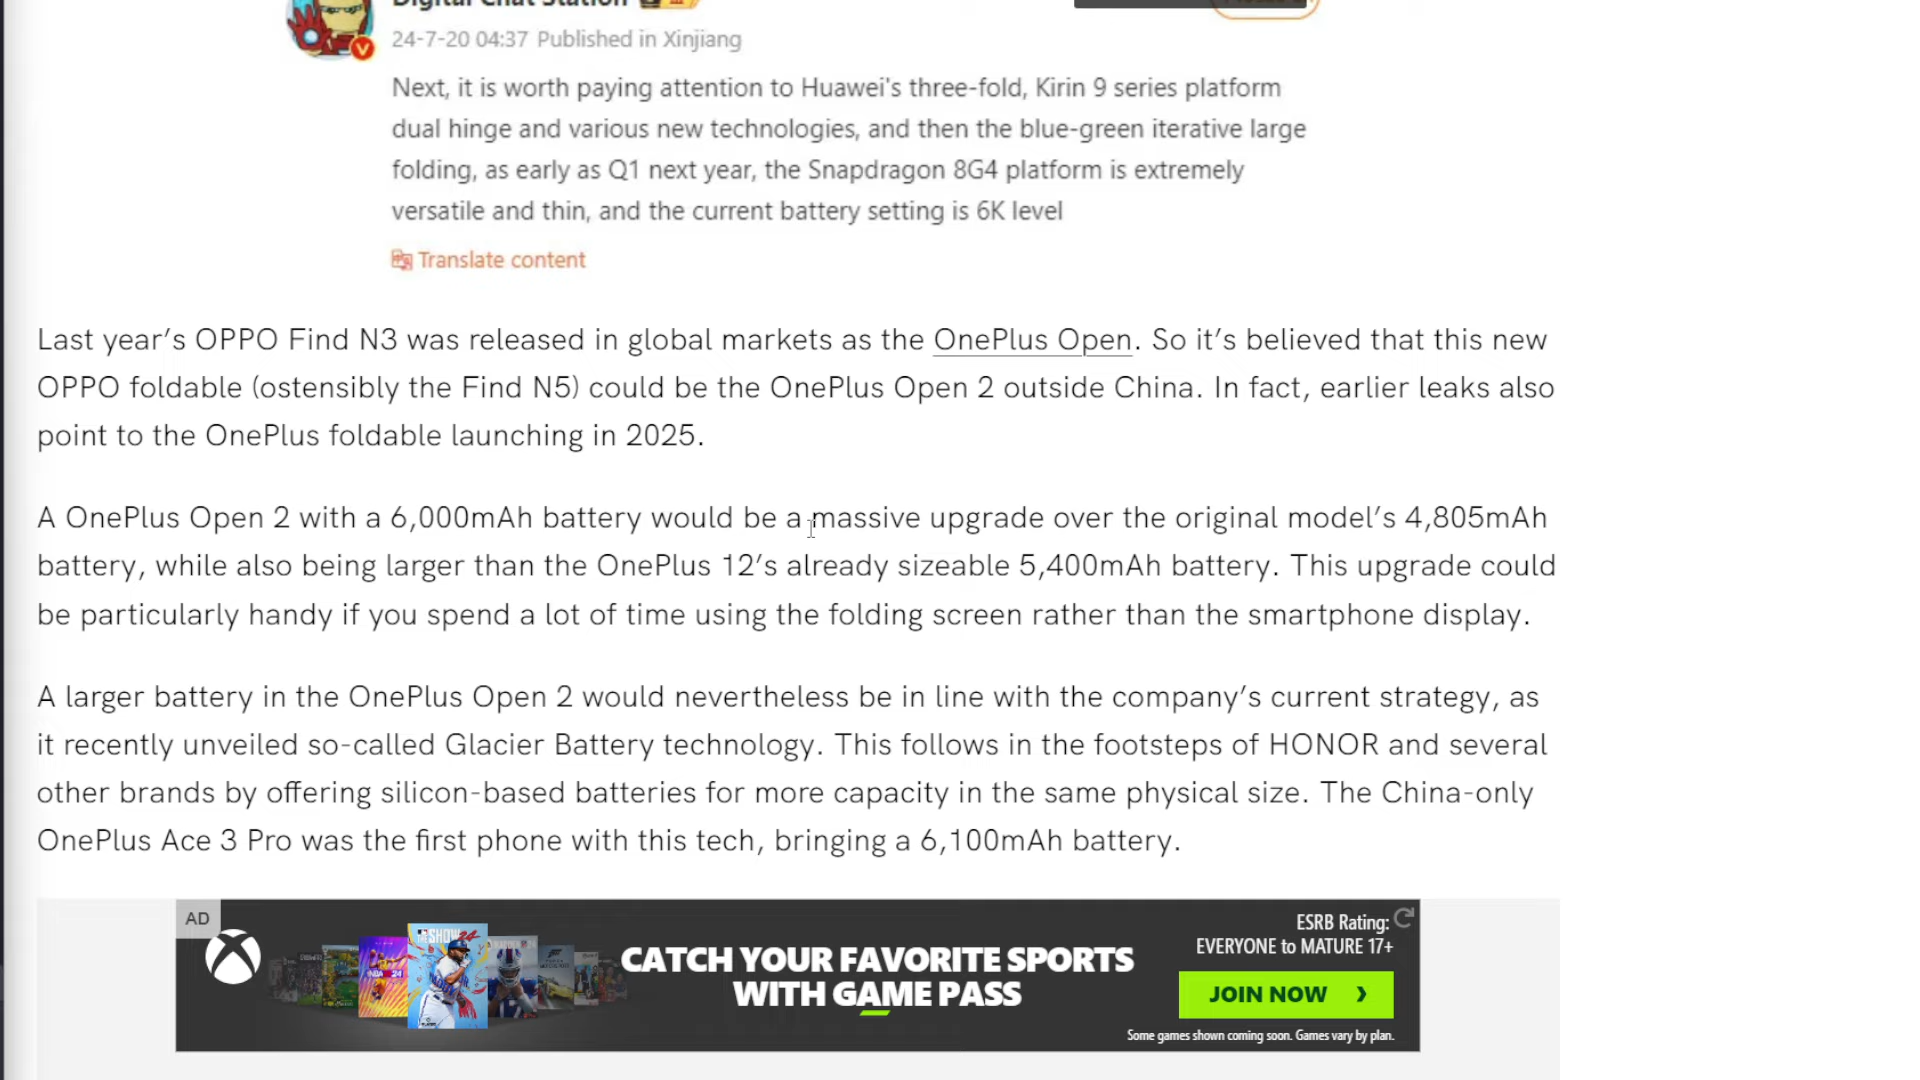 Digital Chat Station
24-7-20 04:37 Published in Xinjiang
Next, it is worth paying attention to Huawei's three-fold, Kirin 9 series platform
dual hinge and various new technologies, and then the blue-green iterative large
folding, as early as Q1 next year, the Snapdragon 8G4 platform is extremely
versatile and thin, and the current battery setting is 6K level
Translate content
Last year’s OPPO Find N3 was released in global markets as the OnePlus Open. So it’s believed that this new
OPPO foldable (ostensibly the Find N5) could be the OnePlus Open 2 outside China. In fact, earlier leaks also
point to the OnePlus foldable launching in 2025.
A OnePlus Open 2 with a 6,000mAh battery would be a massive upgrade over the original model’s 4,805mAh
battery, while also being larger than the OnePlus 12’s already sizeable 5,400mAh battery. This upgrade could
be particularly handy if you spend a lot of time using the folding screen rather than the smartphone display.
A larger battery in the OnePlus Open 2 would nevertheless be in line with the company’s current strategy, as
it recently unveiled so-called Glacier Battery technology. This follows in the footsteps of HONOR and several
other brands by offering silicon-based batteries for more capacity in the same physical size. The China-only
OnePlus Ace 3 Pro was the first phone with this tech, bringing a 6,100mAh battery.
AD
THE SHOW 24
CATCH YOUR FAVORITE SPORTS
WITH GAME PASS
ESRB Rating:
EVERYONE to MATURE 17+
JOIN NOW
Some games shown coming soon. Games vary by plan.